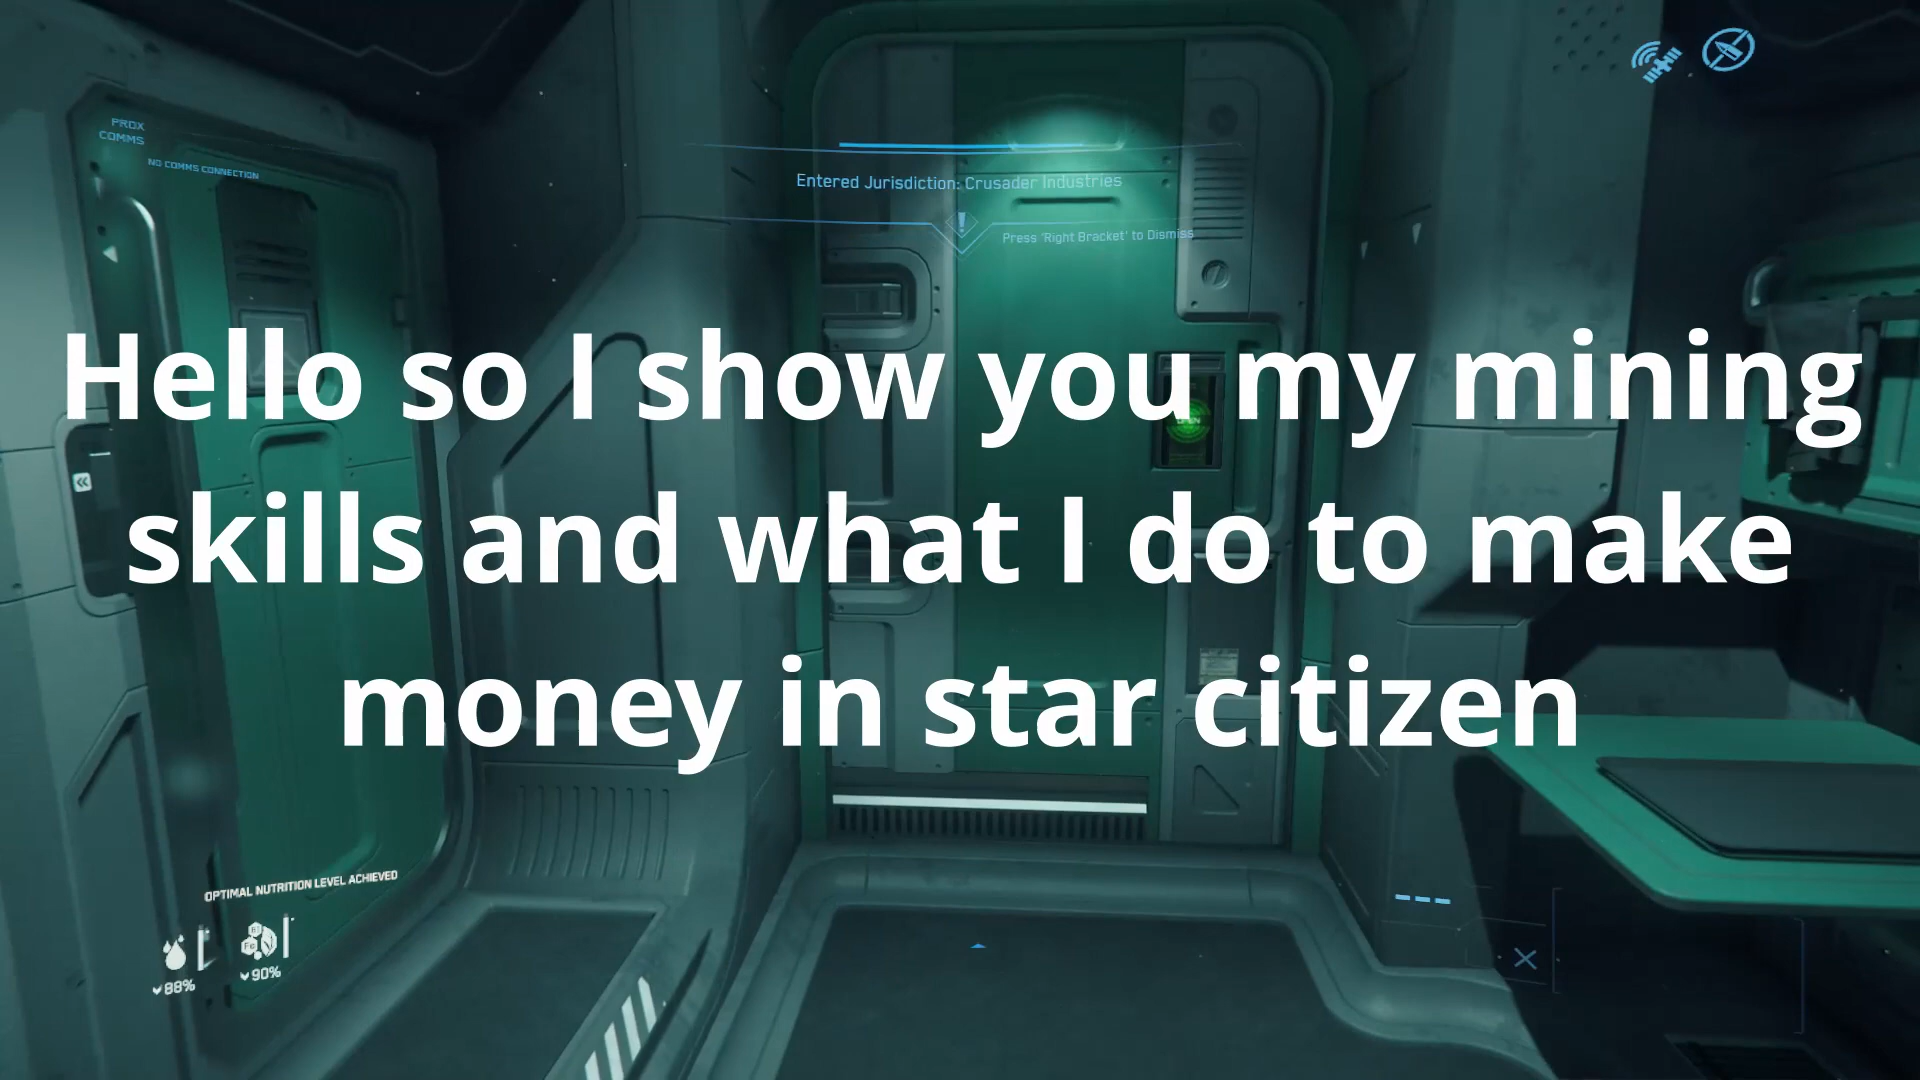 PROX
COMMS
NO COMMS CONNECTION
Entered Jurisdiction: Crusader Industries
Press 'Right Bracket' to Dismiss
Hello so I show you my mining
skills and what I do to make
money in star citizen
OPEN
OPTIMAL NUTRITION LEVEL ACHIEVED
88%
90%